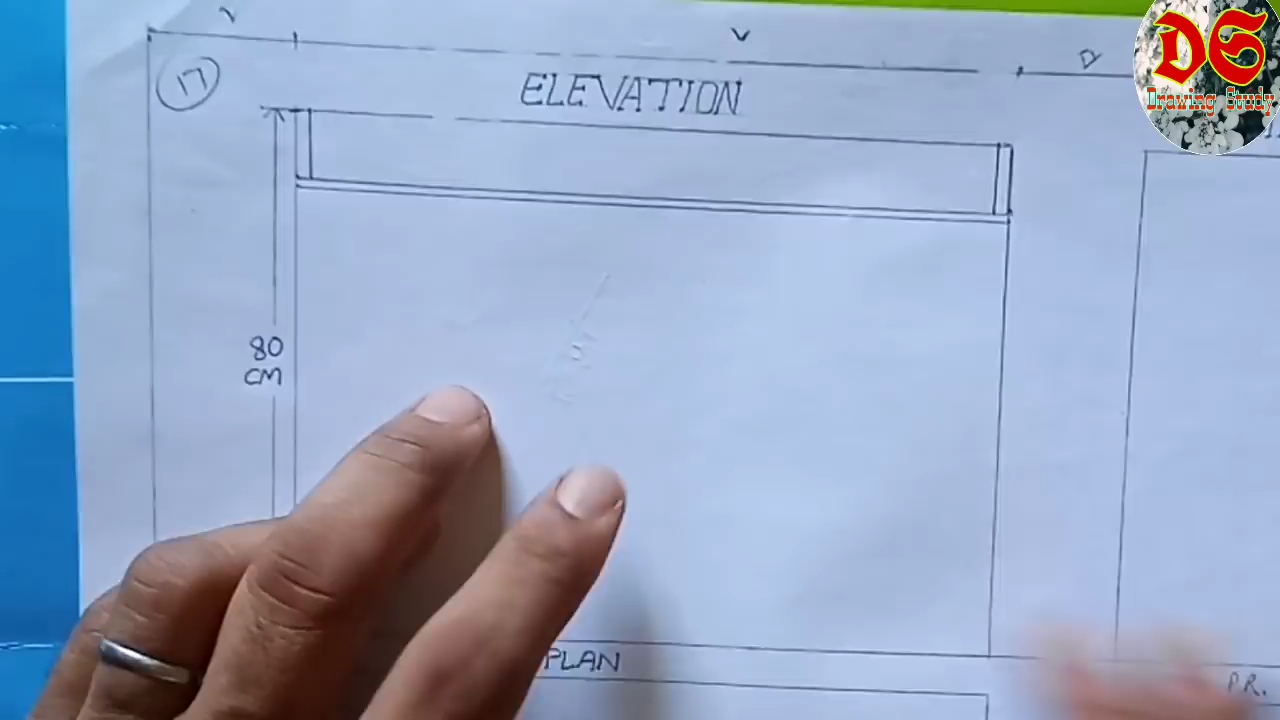 17
ELEVATION
DS
Drawing Study
80
CM
PLAN
P.R.